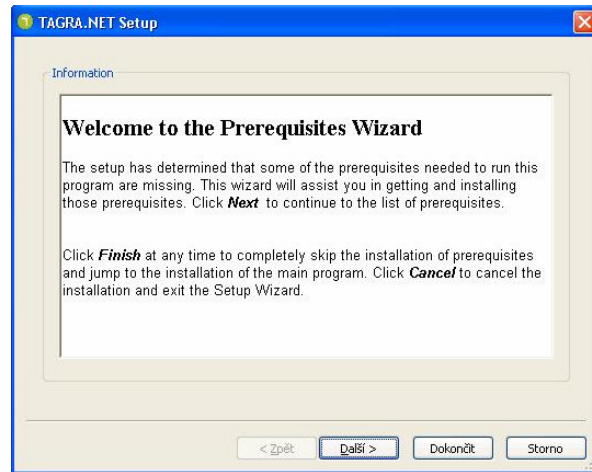 TAGRA.NET Setup
Information
Welcome to the Prerequisites Wizard
The setup has determined that some of the prerequisites needed to run this
program are missing. This wizard will assist you in getting and installing
those prerequisites. Click Next to continue to the list of prerequisites.
Click Finish at any time to completely skip the installation of prerequisites
and jump to the installation of the main program. Click Cancel to cancel the
installation and exit the Setup Wizard.
< Zpět Další > Dokončit Storno